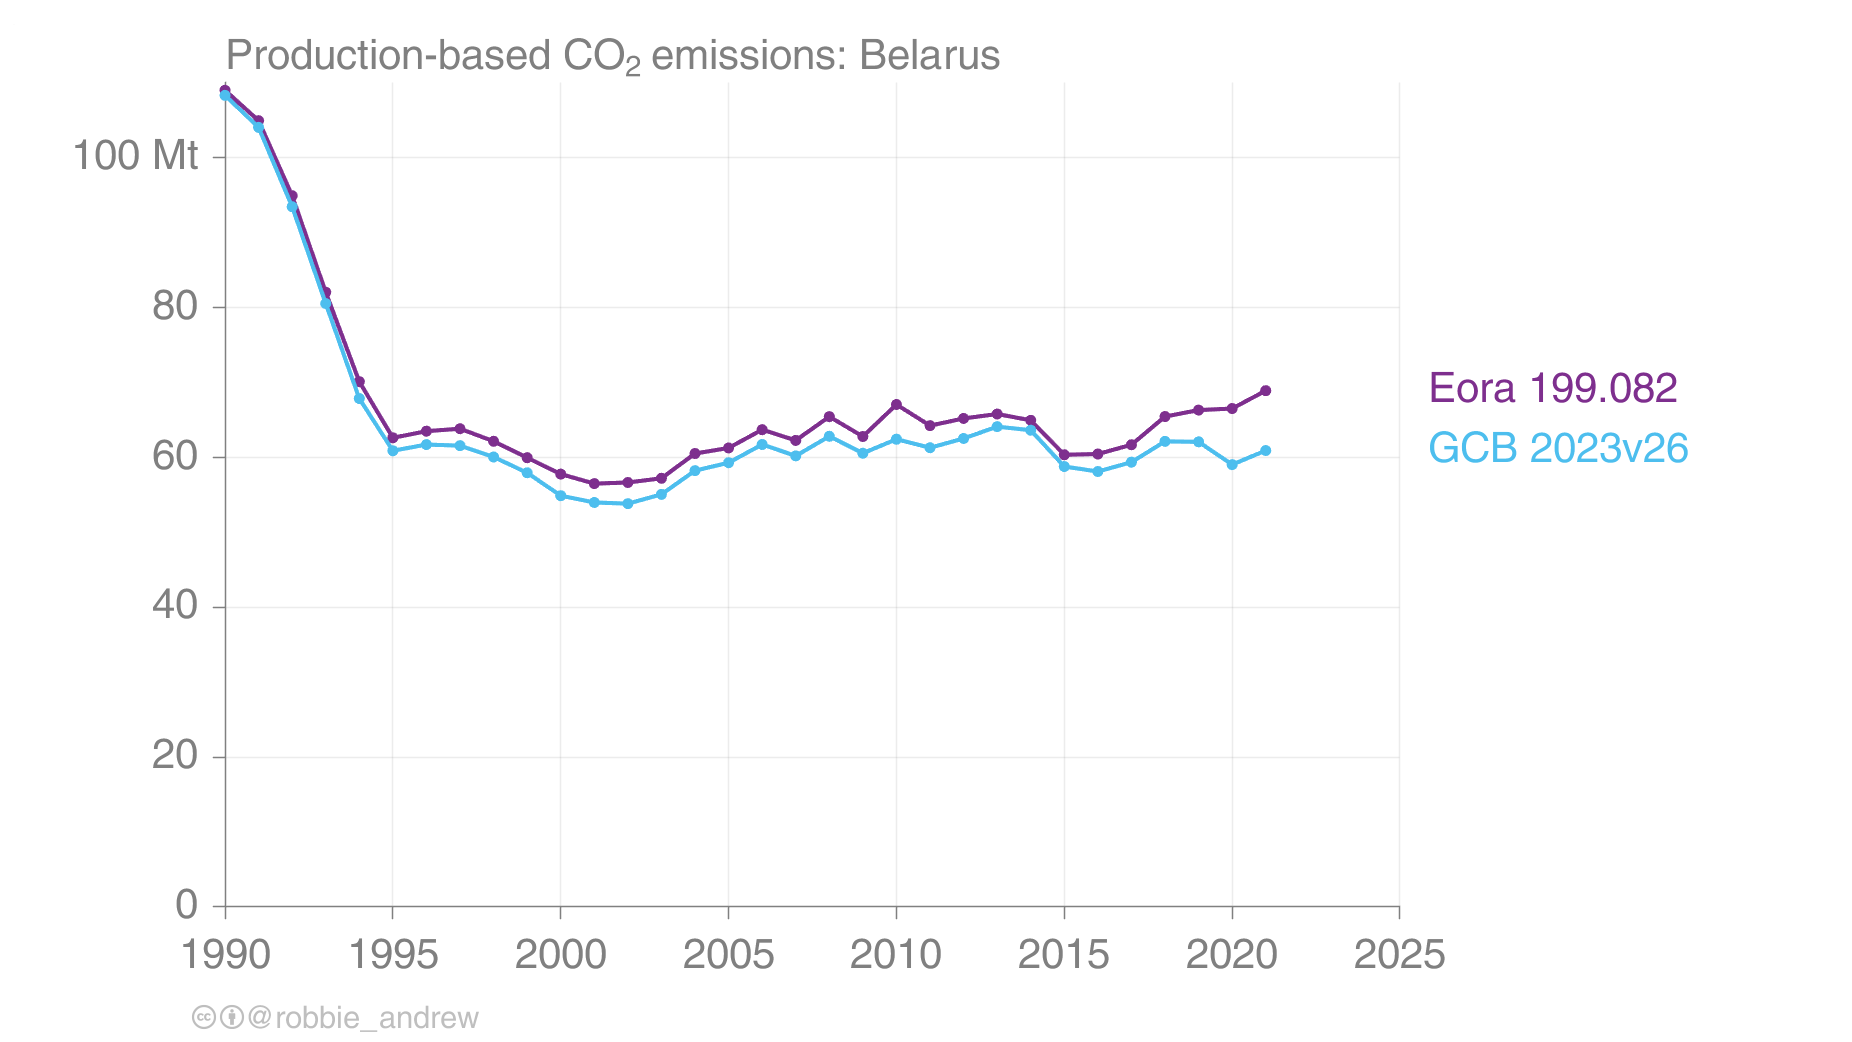 Production-based CO₂ emissions: Belarus
100 Mt
80
60
40
20
0
1990 1995 2000 2005 2010 2015 2020 2025
Eora 199.082
GCB 2023v26
@robbie_andrew